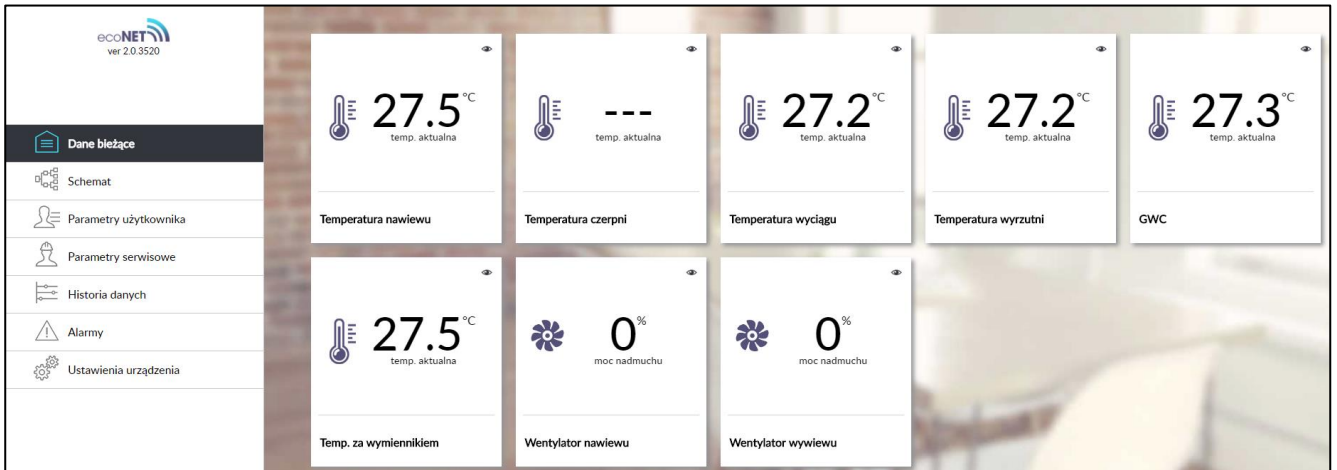 ecoNET
ver 2.0.3520
Dane bieżące
Schemat
Parametry użytkownika
Parametry serwisowe
Historia danych
Alarmy
Ustawienia urządzenia
27.5 °C
temp. aktualna
Temperatura nawiewu
---
temp. aktualna
Temperatura czerpni
27.2 °C
temp. aktualna
Temperatura wyciągu
27.2 °C
temp. aktualna
Temperatura wyrzutni
27.3 °C
temp. aktualna
GWC
27.5 °C
temp. aktualna
Temp. za wymiennikiem
0 %
moc nadmuchu
Wentylator nawiewu
0 %
moc nadmuchu
Wentylator wywiewu